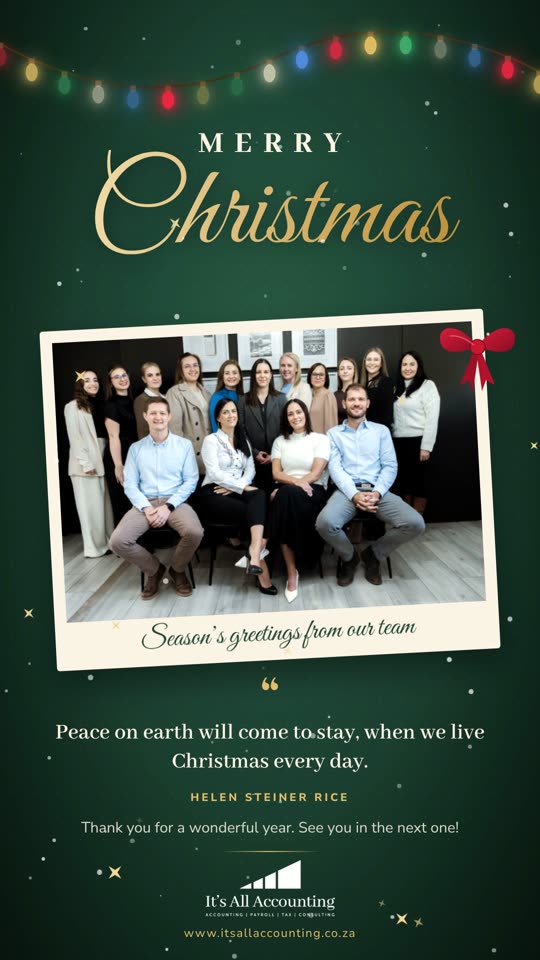 MERRY
Christmas
Season's greetings from our team
“
Peace on earth will come to stay, when we live
Christmas every day.
HELEN STEINER RICE
Thank you for a wonderful year. See you in the next one!
It's All Accounting
ACCOUNTING | PAYROLL | TAX | CONSULTING
www.itsallaccounting.co.za